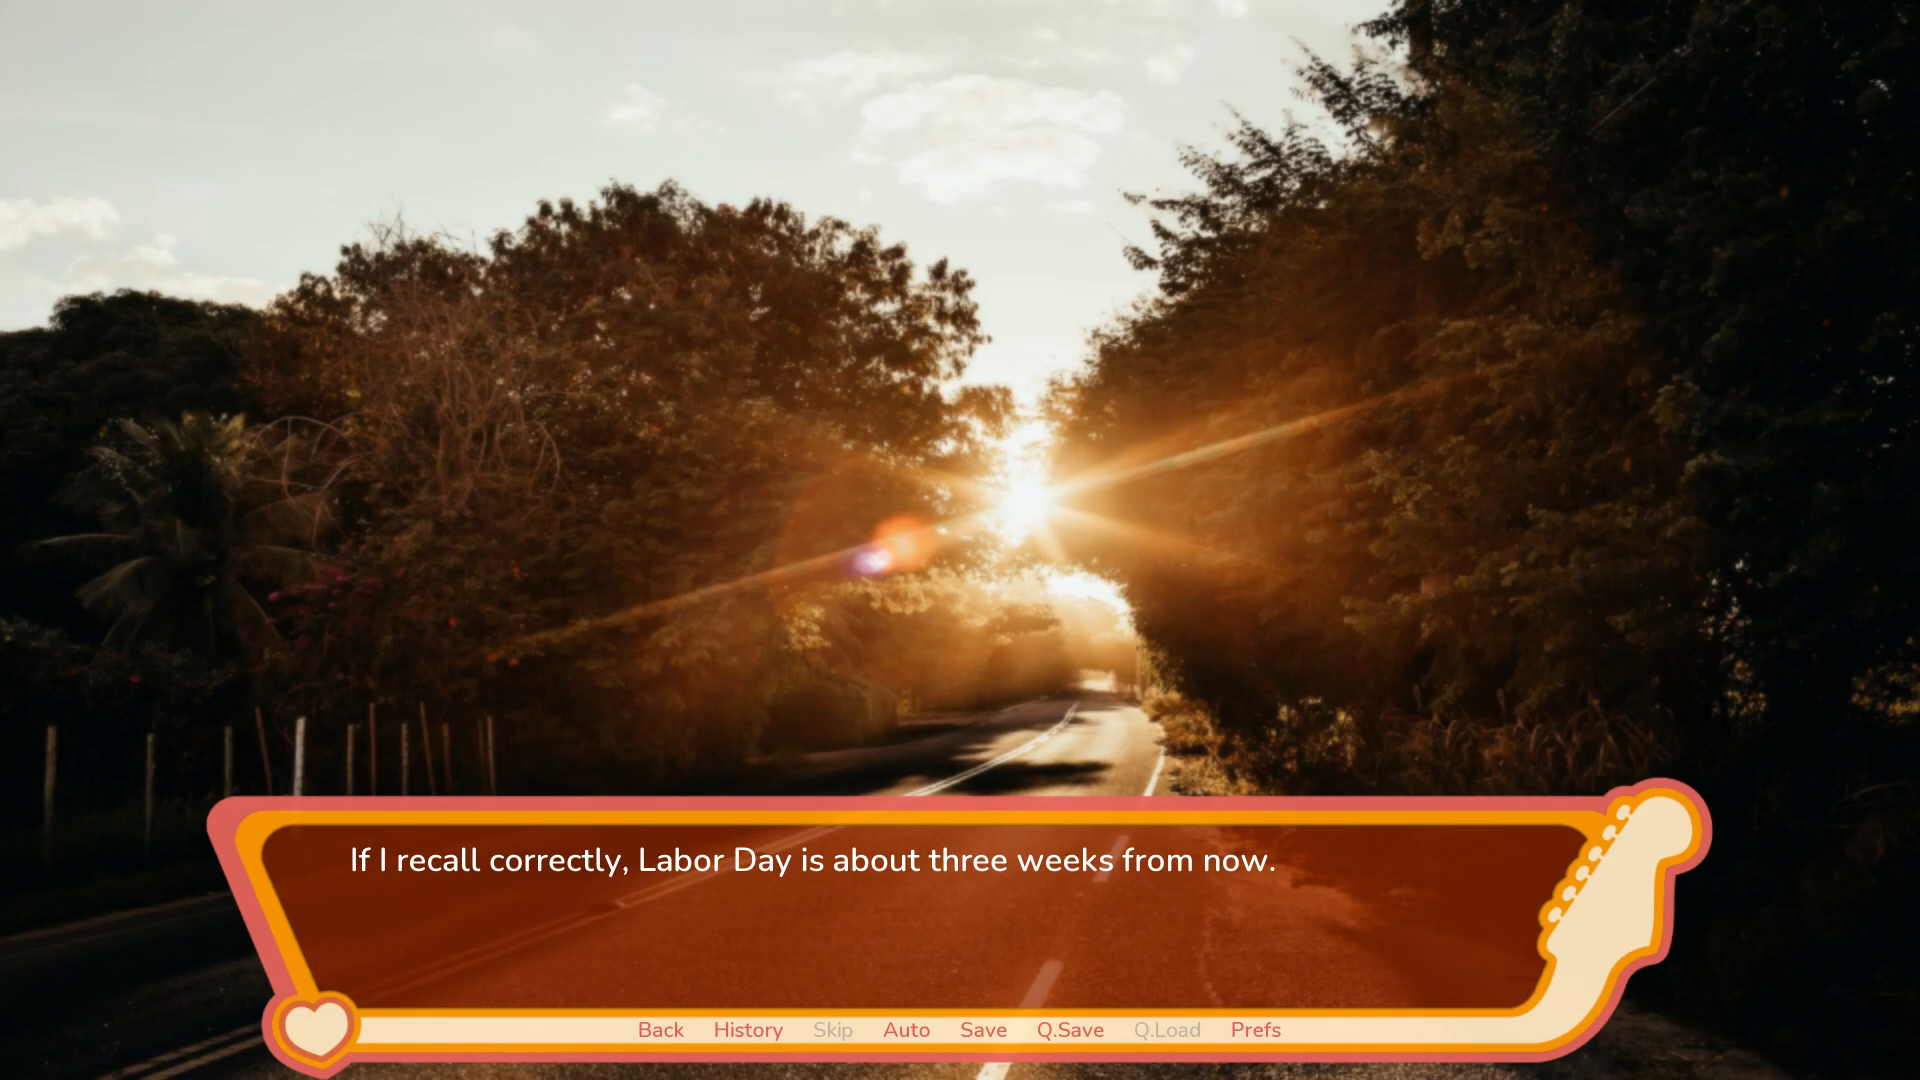 If I recall correctly, Labor Day is about three weeks from now.
Back History Skip Auto Save Q.Save Q.Load Prefs